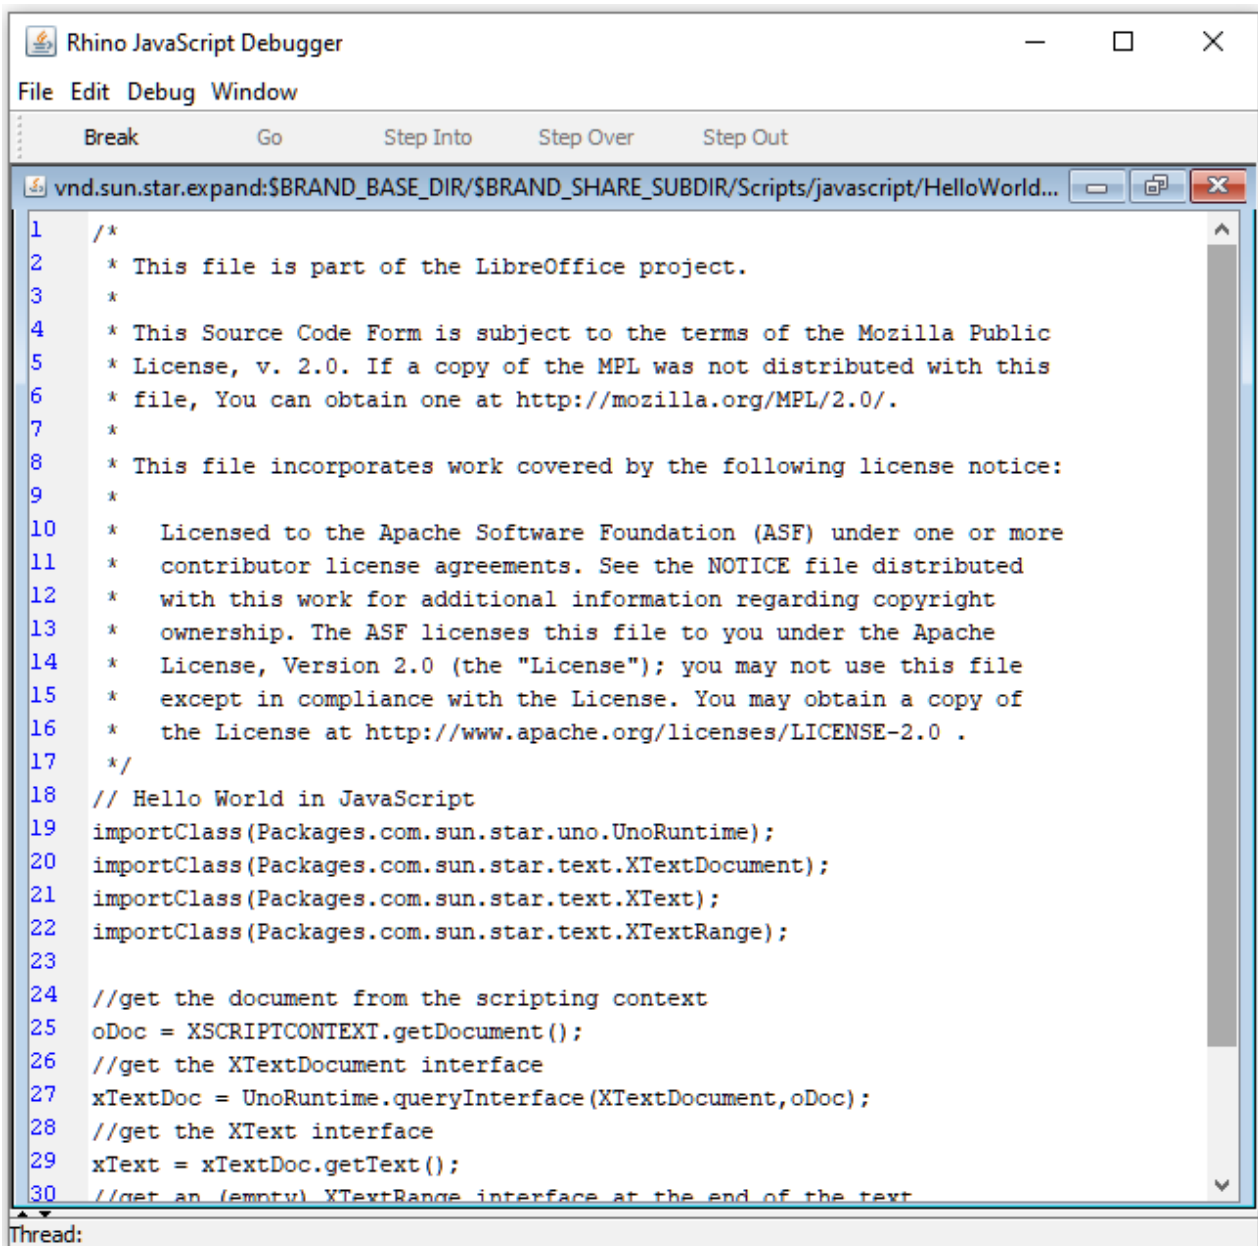 Rhino JavaScript Debugger
File Edit Debug Window
Break Go Step Into Step Over Step Out
vnd.sun.star.expand:$BRAND_BASE_DIR/$BRAND_SHARE_SUBDIR/Scripts/javascript/HelloWorld...
1 /*
2 * This file is part of the LibreOffice project.
3 *
4 * This Source Code Form is subject to the terms of the Mozilla Public
5 * License, v. 2.0. If a copy of the MPL was not distributed with this
6 * file, You can obtain one at http://mozilla.org/MPL/2.0/.
7 *
8 * This file incorporates work covered by the following license notice:
9 *
10 *   Licensed to the Apache Software Foundation (ASF) under one or more
11 *   contributor license agreements. See the NOTICE file distributed
12 *   with this work for additional information regarding copyright
13 *   ownership. The ASF licenses this file to you under the Apache
14 *   License, Version 2.0 (the "License"); you may not use this file
15 *   except in compliance with the License. You may obtain a copy of
16 *   the License at http://www.apache.org/licenses/LICENSE-2.0 .
17 */
18 // Hello World in JavaScript
19 importClass(Packages.com.sun.star.uno.UnoRuntime);
20 importClass(Packages.com.sun.star.text.XTextDocument);
21 importClass(Packages.com.sun.star.text.XText);
22 importClass(Packages.com.sun.star.text.XTextRange);
23
24 //get the document from the scripting context
25 oDoc = XSCRIPTCONTEXT.getDocument();
26 //get the XTextDocument interface
27 xTextDoc = UnoRuntime.queryInterface(XTextDocument,oDoc);
28 //get the XText interface
29 xText = xTextDoc.getText();
30 //get an (empty) XTextRange interface at the end of the text
Thread: